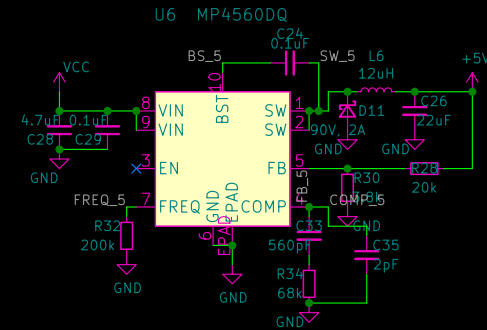 U6 MP4560DQ
C24
0.1uF
BS_5
SW_5
L6
12uH
+5V
VCC
10
BST
8 VIN
9 VIN
SW 1
SW 2
D11
90V, 2A
C26
22uF
4.7uF 0.1uF
C28 C29
GND
GND
GND
3 EN
FB 5
FB_5
R30
R28
20k
FREQ_5
7 FREQ
GND
6
EPAD
EPAD
COMP
COMP_5
GND
R32
200k
C33
560pF
C35
2pF
R34
68k
GND
GND
GND